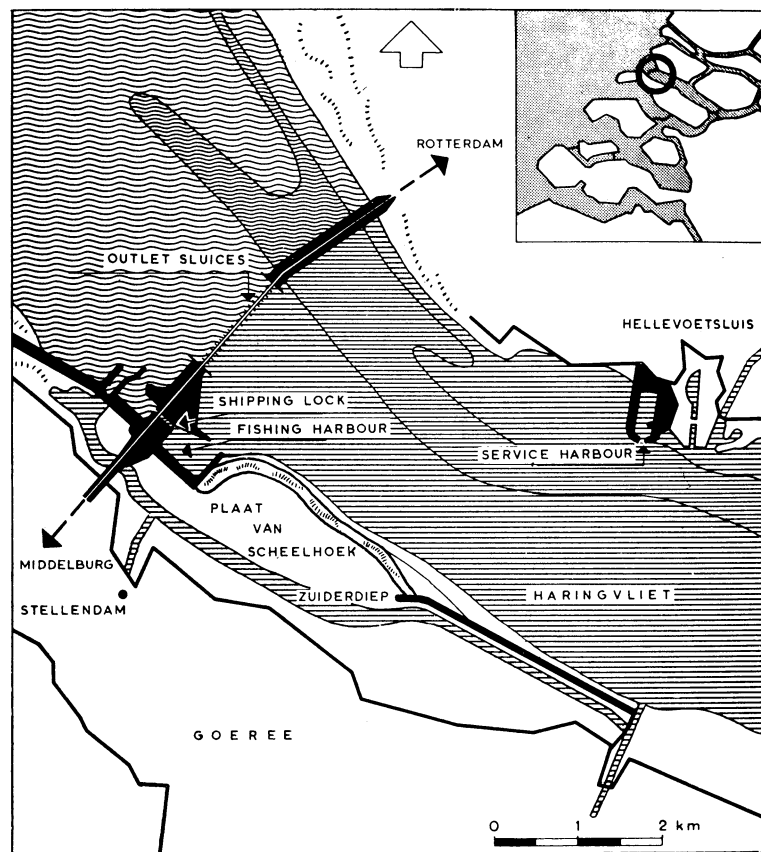 ROTTERDAM
OUTLET SLUICES
HELLEVOETSLUIS
SHIPPING LOCK
FISHING HARBOUR
SERVICE HARBOUR
PLAAT
VAN
SCHEELHOEK
MIDDELBURG
STELLENDAM
ZUIDERDIEP
HARINGVLIET
GOEREE
0 1 2 km